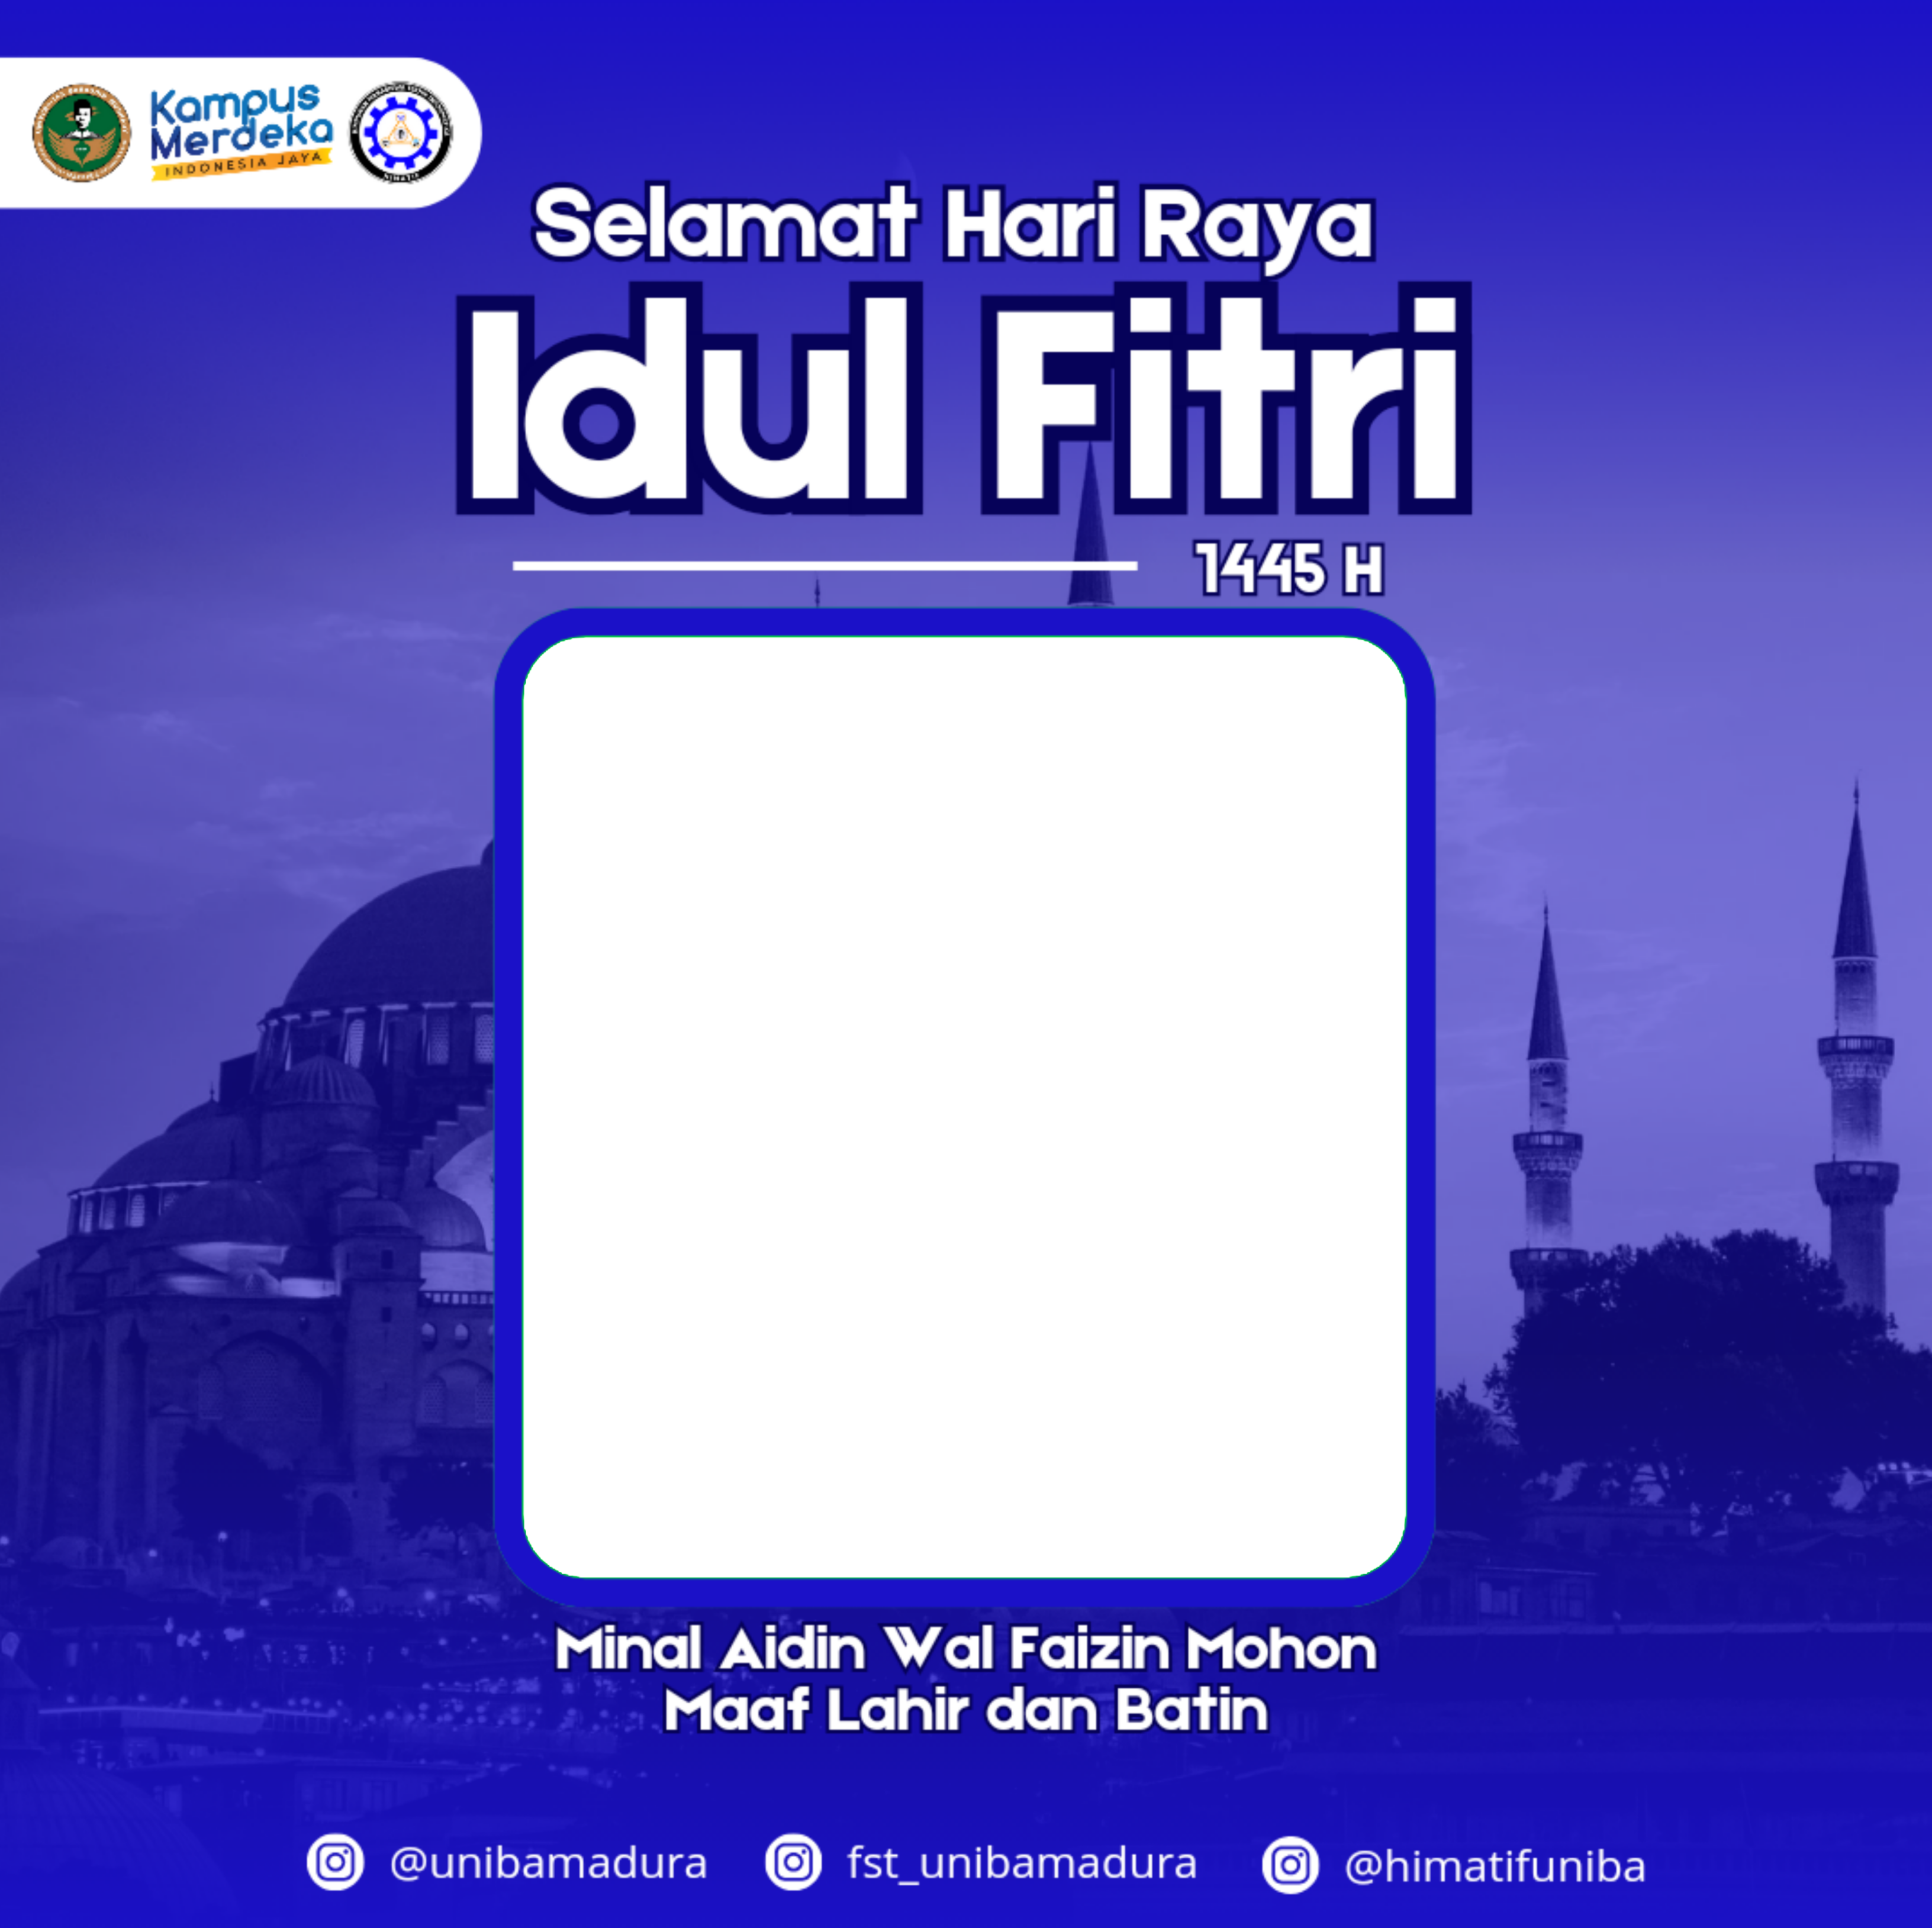 Kampus
Merdeka
INDONESIA JAYA
Selamat Hari Raya
Idul Fitri
1445 H
Minal Aidin Wal Faizin Mohon
Maaf Lahir dan Batin
@unibamadura
fst_unibamadura
@himatifuniba